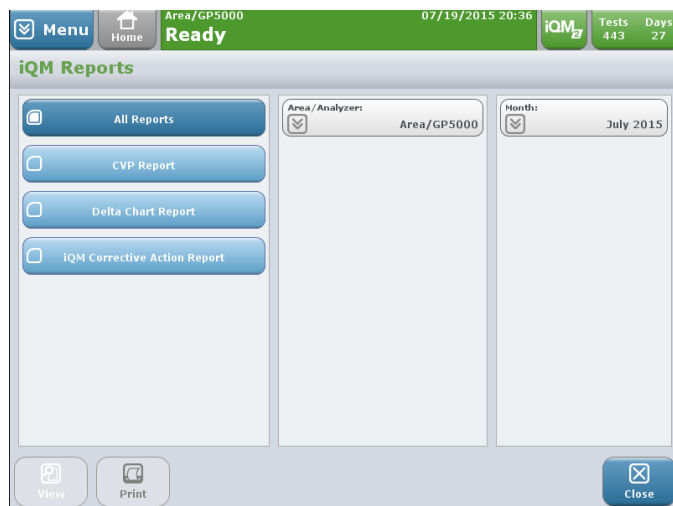 Menu
Home
Area/GP5000
Ready
07/19/2015 20:36
iQM2
Tests Days
443 27
iQM Reports
All Reports
CVP Report
Delta Chart Report
iQM Corrective Action Report
Area/Analyzer:
Area/GP5000
Month:
July 2015
View
Print
Close